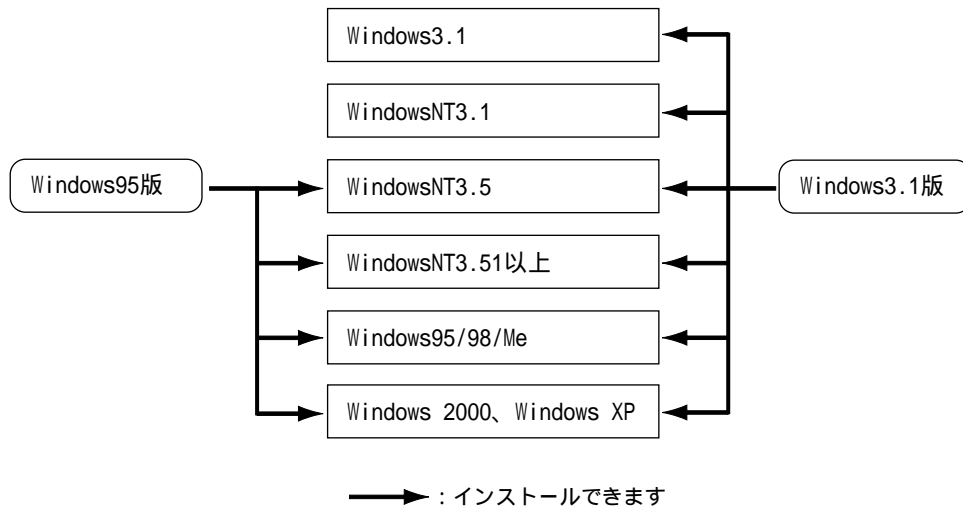 Windows3.1
WindowsNT3.1
Windows95版
WindowsNT3.5
Windows3.1版
WindowsNT3.51以上
Windows95/98/Me
Windows 2000、Windows XP
：インストールできます